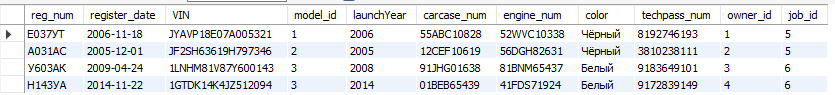 reg_num register_date VIN model_id launchYear carcase_num engine_num color techpass_num owner_id job_id
Е037УТ 2006-11-18 JYAVP18E07A005321 1 2006 55ABC10828 52WVC10338 Чёрный 8192746193 1 5
А031АС 2005-12-01 JF2SH63619H797346 2 2005 12CEF10619 56DGH82631 Чёрный 3810238111 2 5
У603АК 2009-04-24 1LNHM81V87Y600143 3 2008 91JHG01638 81BNM65437 Белый 9183649101 3 6
Н143УА 2014-11-22 1GTDK14K4JZ512094 3 2014 01BEB65439 41FDS71924 Белый 9172839149 4 6